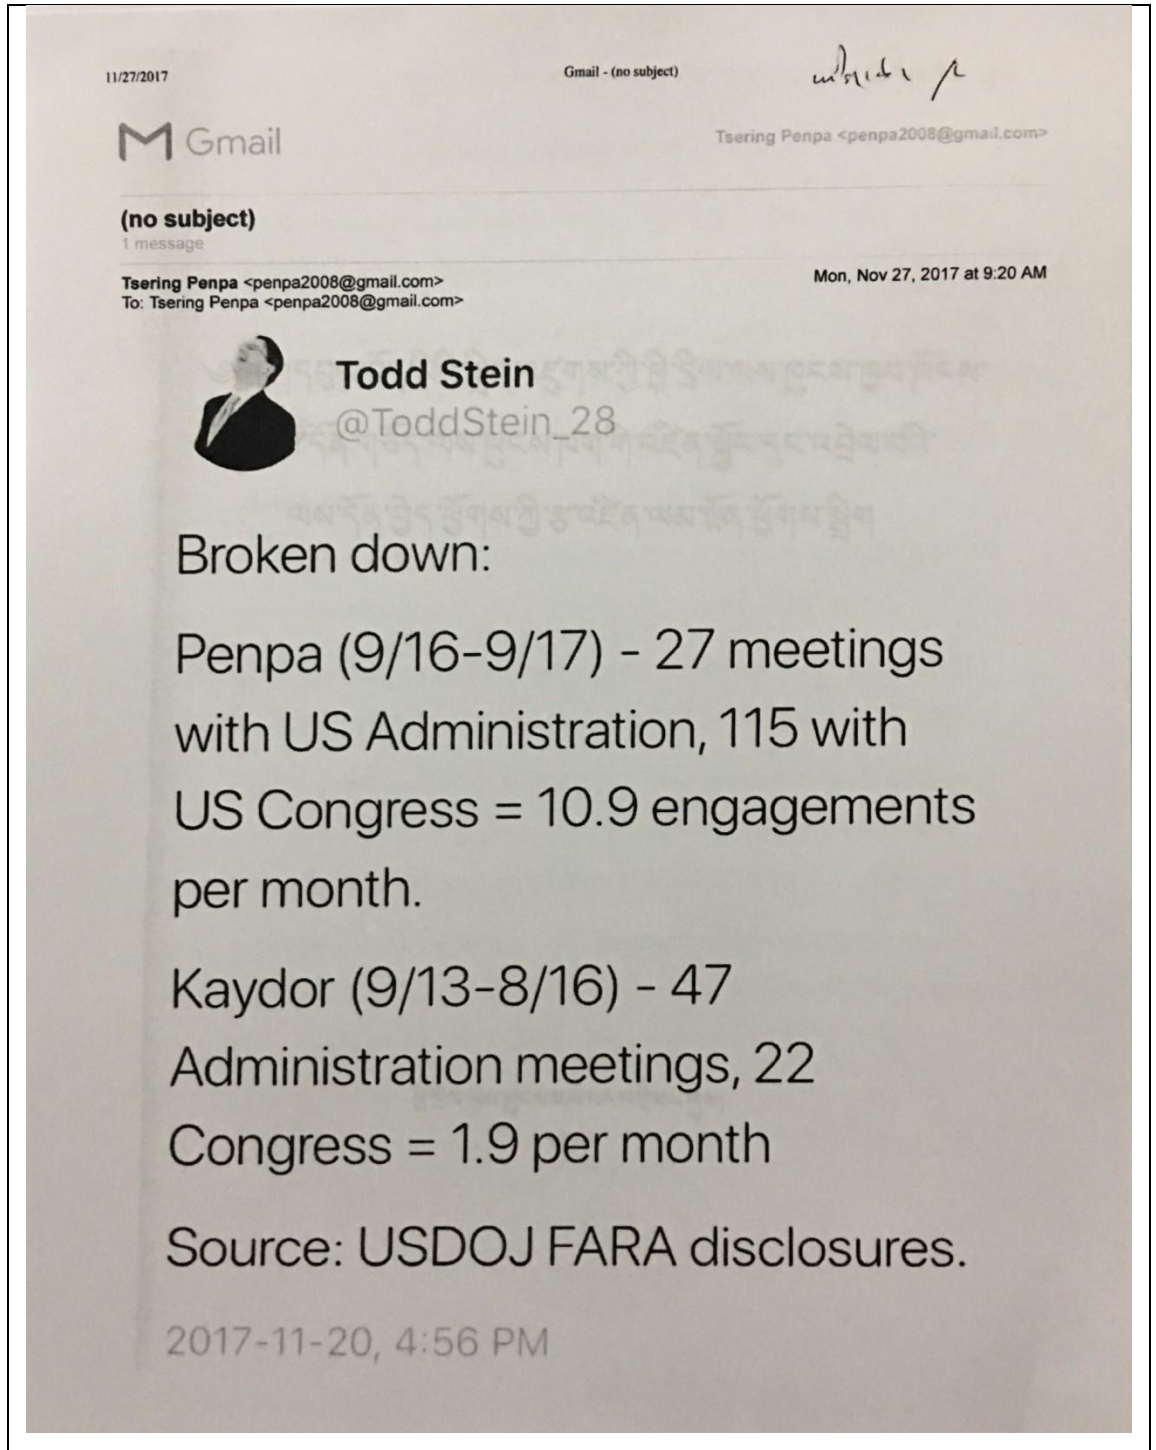 11/27/2017 Gmail - (no subject)
Gmail Tsering Penpa <penpa2008@gmail.com>
(no subject)
1 message
Tsering Penpa <penpa2008@gmail.com> Mon, Nov 27, 2017 at 9:20 AM
To: Tsering Penpa <penpa2008@gmail.com>
Todd Stein
@ToddStein_28
Broken down:
Penpa (9/16-9/17) - 27 meetings
with US Administration, 115 with
US Congress = 10.9 engagements
per month.
Kaydor (9/13-8/16) - 47
Administration meetings, 22
Congress = 1.9 per month
Source: USDOJ FARA disclosures.
2017-11-20, 4:56 PM